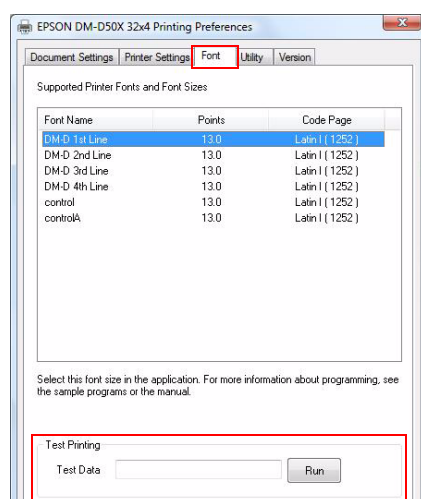 EPSON DM-D50X 32x4 Printing Preferences
Document Settings Printer Settings Font Utility Version
Supported Printer Fonts and Font Sizes
Font Name Points Code Page
DM-D 1st Line 13.0 Latin I ( 1252 )
DM-D 2nd Line 13.0 Latin I ( 1252 )
DM-D 3rd Line 13.0 Latin I ( 1252 )
DM-D 4th Line 13.0 Latin I ( 1252 )
control 13.0 Latin I ( 1252 )
controlA 13.0 Latin I ( 1252 )
Select this font size in the application. For more information about programming, see
the sample programs or the manual.
Test Printing
Test Data Run